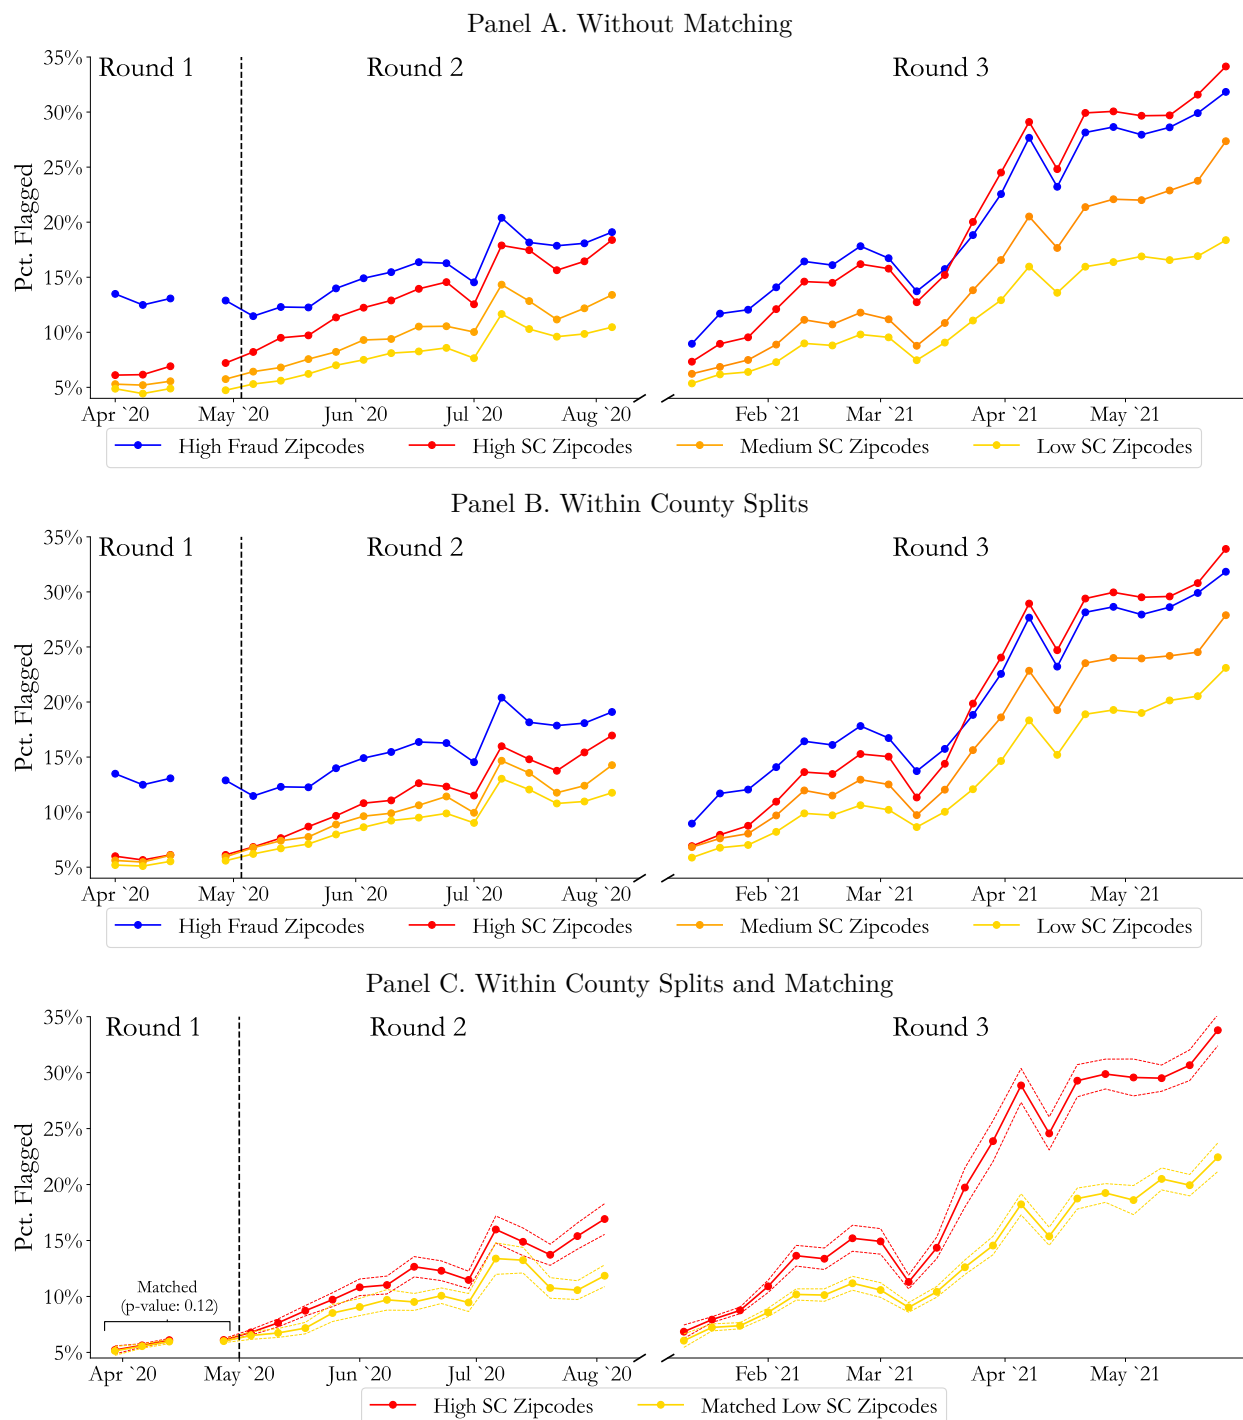 Panel A. Without Matching
Round 1 Round 2 Round 3
Pct. Flagged
35%
30%
25%
20%
15%
10%
5%
Apr `20 May `20 Jun `20 Jul `20 Aug `20 Feb `21 Mar `21 Apr `21 May `21
High Fraud Zipcodes High SC Zipcodes Medium SC Zipcodes Low SC Zipcodes
Panel B. Within County Splits
Round 1 Round 2 Round 3
Pct. Flagged
35%
30%
25%
20%
15%
10%
5%
Apr `20 May `20 Jun `20 Jul `20 Aug `20 Feb `21 Mar `21 Apr `21 May `21
High Fraud Zipcodes High SC Zipcodes Medium SC Zipcodes Low SC Zipcodes
Panel C. Within County Splits and Matching
Round 1 Round 2 Round 3
Pct. Flagged
35%
30%
25%
20%
15%
10%
5%
Matched
(p-value: 0.12)
Apr `20 May `20 Jun `20 Jul `20 Aug `20 Feb `21 Mar `21 Apr `21 May `21
High SC Zipcodes Matched Low SC Zipcodes